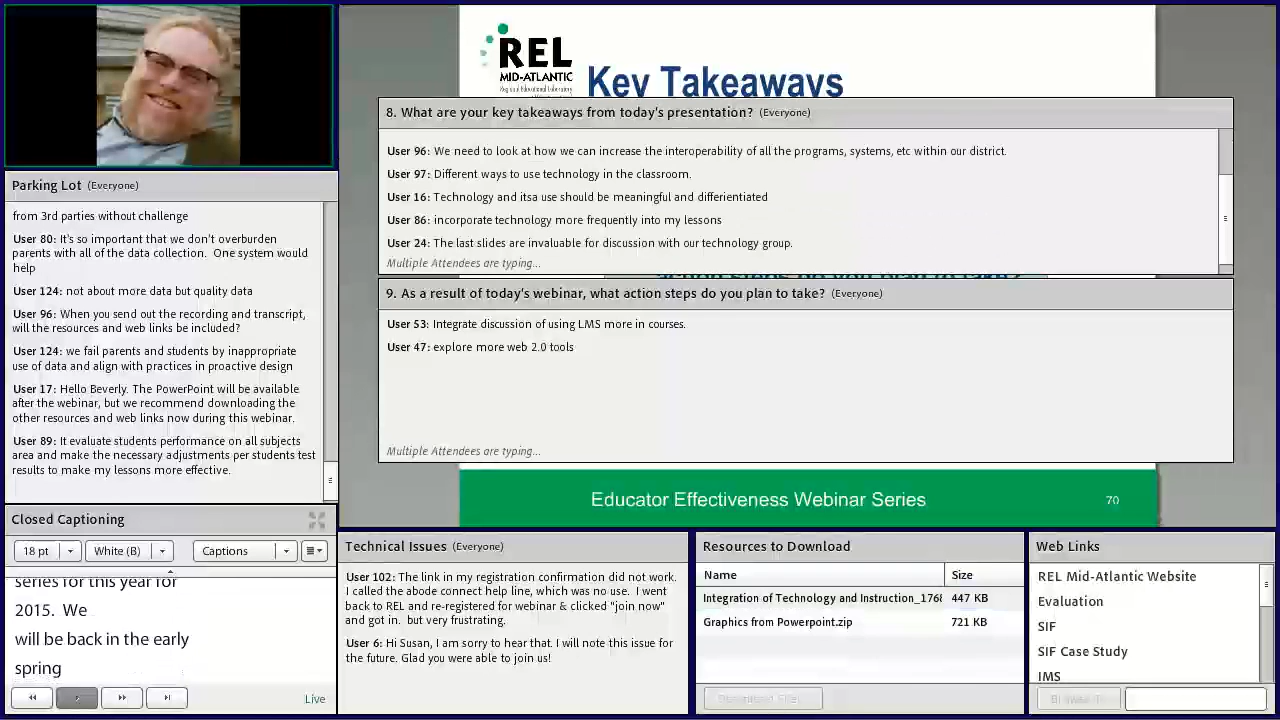 REL
MID-ATLANTIC
Regional Educational Laboratory
Key Takeaways
8. What are your key takeaways from today's presentation? (Everyone)
User 96: We need to look at how we can increase the interoperability of all the programs, systems, etc within our district.
User 97: Different ways to use technology in the classroom.
User 16: Technology and itsa use should be meaningful and differientiated
User 86: incorporate technology more frequently into my lessons
User 24: The last slides are invaluable for discussion with our technology group.
Multiple Attendees are typing...
9. As a result of today's webinar, what action steps do you plan to take? (Everyone)
User 53: Integrate discussion of using LMS more in courses.
User 47: explore more web 2.0 tools
Multiple Attendees are typing...
Educator Effectiveness Webinar Series
70
Parking Lot (Everyone)
from 3rd parties without challenge
User 80: It's so important that we don't overburden
parents with all of the data collection. One system would
help
User 124: not about more data but quality data
User 96: When you send out the recording and transcript,
will the resources and web links be included?
User 124: we fail parents and students by inappropriate
use of data and align with practices in proactive design
User 17: Hello Beverly. The PowerPoint will be available
after the webinar, but we recommend downloading the
other resources and web links now during this webinar.
User 89: It evaluate students performance on all subjects
area and make the necessary adjustments per students test
results to make my lessons more effective.
Closed Captioning
18 pt
White (B)
Captions
series for this year for
2015. We
will be back in the early
spring
Live
Technical Issues (Everyone)
User 102: The link in my registration confirmation did not work.
I called the abode connect help line, which was no use. I went
back to REL and re-registered for webinar & clicked "join now"
and got in. but very frustrating.
User 6: Hi Susan, I am sorry to hear that. I will note this issue for
the future. Glad you were able to join us!
Resources to Download
Name Size
Integration of Technology and Instruction_176 447 KB
Graphics from Powerpoint.zip 721 KB
Web Links
REL Mid-Atlantic Website
Evaluation
SIF
SIF Case Study
IMS